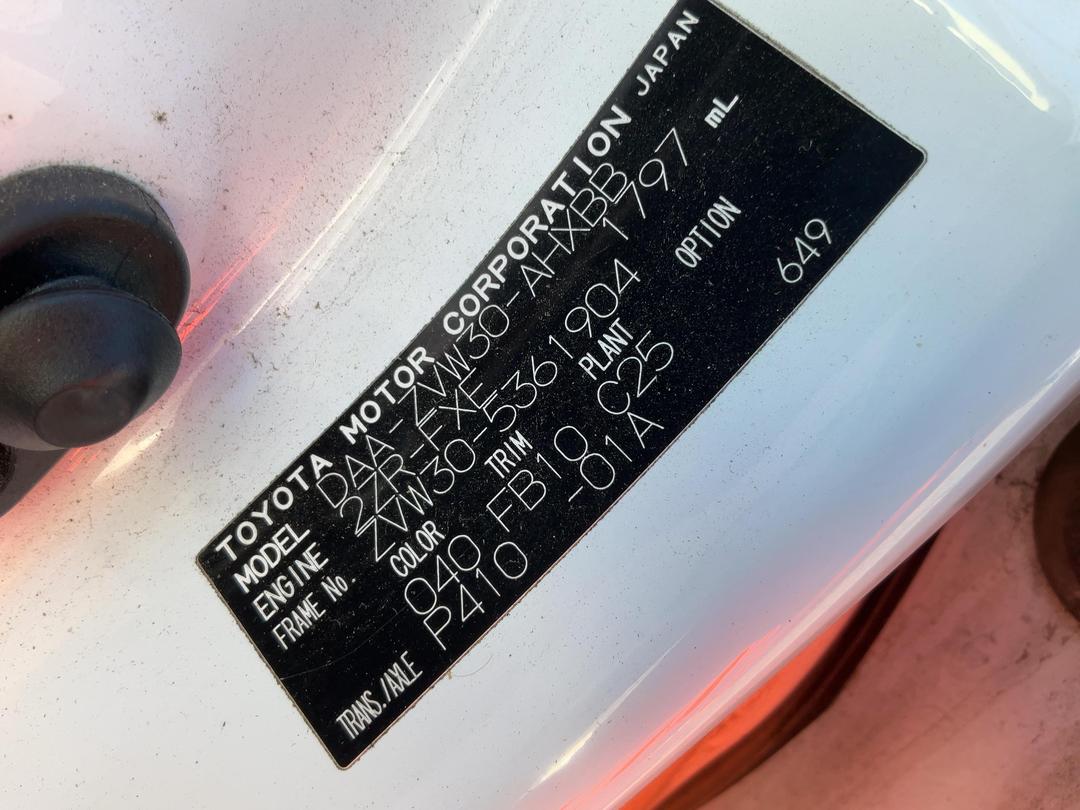 TOYOTA MOTOR CORPORATION JAPAN
MODEL DAA-ZVW30-AHXBB
ENGINE 2ZR-FXE 1797 mL
FRAME No. ZVW30-5361904
COLOR TRIM PLANT OPTION
040 FB10 C25 649
TRANS./AXLE P410 -01A